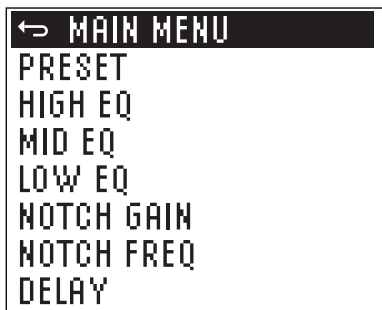 MAIN MENU
PRESET
HIGH EQ
MID EQ
LOW EQ
NOTCH GAIN
NOTCH FREQ
DELAY